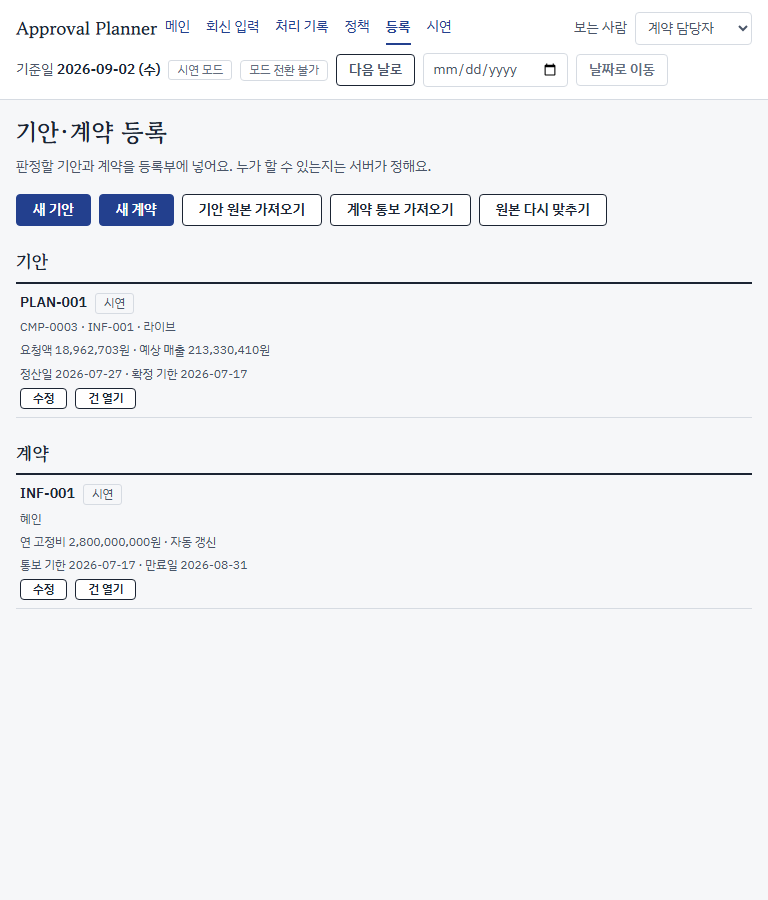 Approval Planner 메인 회신 입력 처리 기록 정책 등록 시연 보는 사람 계약 담당자
기준일 2026-09-02 (수) 시연 모드 모드 전환 불가 다음 날로 mm/dd/yyyy 날짜로 이동
기안·계약 등록
판정할 기안과 계약을 등록부에 넣어요. 누가 할 수 있는지는 서버가 정해요.
새 기안 새 계약 기안 원본 가져오기 계약 통보 가져오기 원본 다시 맞추기
기안
PLAN-001 시연
CMP-0003 · INF-001 · 라이브
요청액 18,962,703원 · 예상 매출 213,330,410원
정산일 2026-07-27 · 확정 기한 2026-07-17
수정 건 열기
계약
INF-001 시연
혜인
연 고정비 2,800,000,000원 · 자동 갱신
통보 기한 2026-07-17 · 만료일 2026-08-31
수정 건 열기